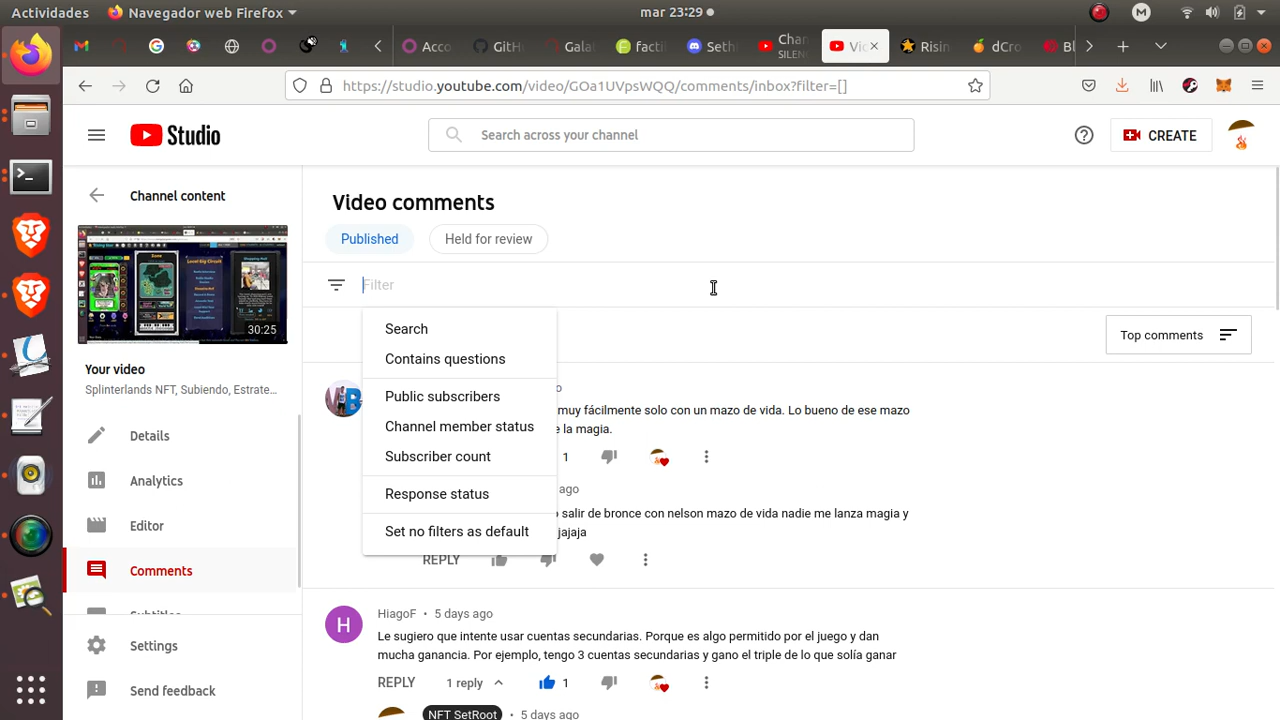 Actividades
Navegador web Firefox
mar 23:29
M
Acco
GitH
Galal
factil
Sethi
Chan
SILENC
Vic
Risin
dCro
Bl
https://studio.youtube.com/video/GOa1UVpsWQQ/comments/inbox?filter=[]
Studio
Search across your channel
CREATE
Channel content
30:25
Your video
Splinterlands NFT, Subiendo, Estrate...
Details
Analytics
Editor
Comments
Subtitles
Settings
Send feedback
Video comments
Published
Held for review
Filter
Search
Contains questions
Public subscribers
Channel member status
Subscriber count
Response status
Set no filters as default
Top comments
muy fácilmente solo con un mazo de vida. Lo bueno de ese mazo
e la magia.
1
ago
salir de bronce con nelson mazo de vida nadie me lanza magia y
jajaja
REPLY
H
HiagoF • 5 days ago
Le sugiero que intente usar cuentas secundarias. Porque es algo permitido por el juego y dan
mucha ganancia. Por ejemplo, tengo 3 cuentas secundarias y gano el triple de lo que solía ganar
REPLY
1 reply
1
NFT SetRoot • 5 days ago